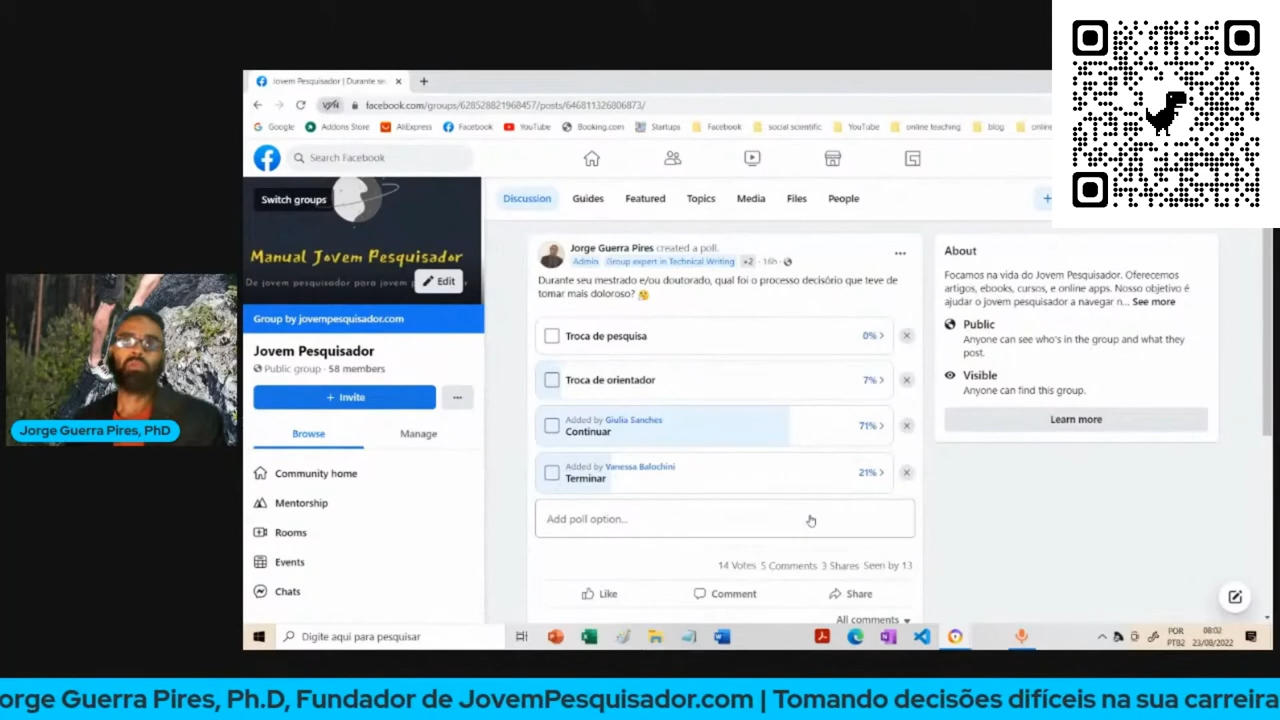 Jovem Pesquisador | Durante se
facebook.com/groups/628528821968457/posts/646811326806873/
Google
Addons Store
AliExpress
Facebook
YouTube
Booking.com
Startups
Facebook
social scientific
YouTube
online teaching
blog
online
Search Facebook
Switch groups
Manual Jovem Pesquisador
De jovem pesquisador para jovem p
Edit
Group by jovempesquisador.com
Jovem Pesquisador
Public group · 58 members
+ Invite
Browse
Manage
Community home
Mentorship
Rooms
Events
Chats
Discussion
Guides
Featured
Topics
Media
Files
People
Jorge Guerra Pires created a poll.
Admin Group expert in Technical Writing +2 · 16h ·
Durante seu mestrado e/ou doutorado, qual foi o processo decisório que teve de
tomar mais doloroso? 🤔
Troca de pesquisa 0%
Troca de orientador 7%
Added by Giulia Sanches
Continuar 71%
Added by Vanessa Balochini
Terminar 21%
Add poll option...
14 Votes 5 Comments 3 Shares Seen by 13
Like
Comment
Share
All comments
About
Focamos na vida do Jovem Pesquisador. Oferecemos
artigos, ebooks, cursos, e online apps. Nosso objetivo é
ajudar o jovem pesquisador a navegar n... See more
Public
Anyone can see who's in the group and what they
post.
Visible
Anyone can find this group.
Learn more
Jorge Guerra Pires, PhD
Digite aqui para pesquisar
POR
PTB2
08:02
23/08/2022
orge Guerra Pires, Ph.D, Fundador de JovemPesquisador.com | Tomando decisões difíceis na sua carreira